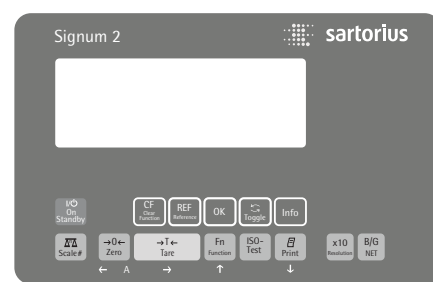 Signum 2
sartorius
I/⏻
On
Standby
CF
Clear
Function
REF
Reference
OK
Toggle
Info
Scale#
→0←
Zero
→T←
Tare
Fn
Function
ISO-
Test
Print
x10
Resolution
B/G
NET
← A → ↑ ↓